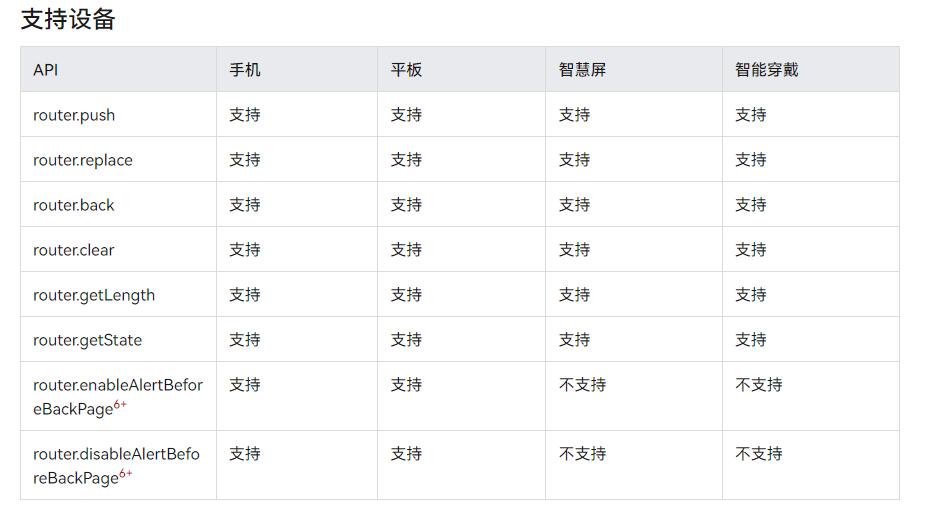 支持设备
API 手机 平板 智慧屏 智能穿戴
router.push 支持 支持 支持 支持
router.replace 支持 支持 支持 支持
router.back 支持 支持 支持 支持
router.clear 支持 支持 支持 支持
router.getLength 支持 支持 支持 支持
router.getState 支持 支持 支持 支持
router.enableAlertBefor 支持 支持 不支持 不支持
eBackPage6+
router.disableAlertBefo 支持 支持 不支持 不支持
reBackPage6+